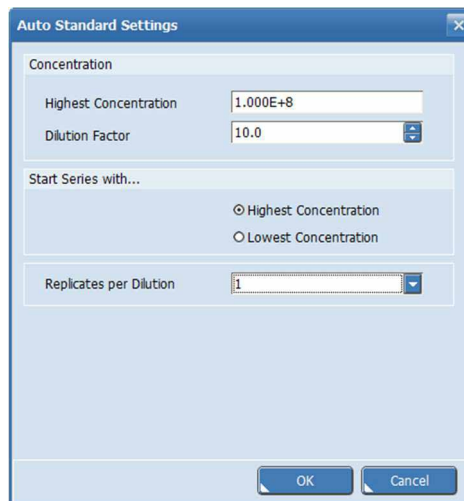 Auto Standard Settings
Concentration
Highest Concentration 1.000E+8
Dilution Factor 10.0
Start Series with...
Highest Concentration
Lowest Concentration
Replicates per Dilution 1
OK Cancel